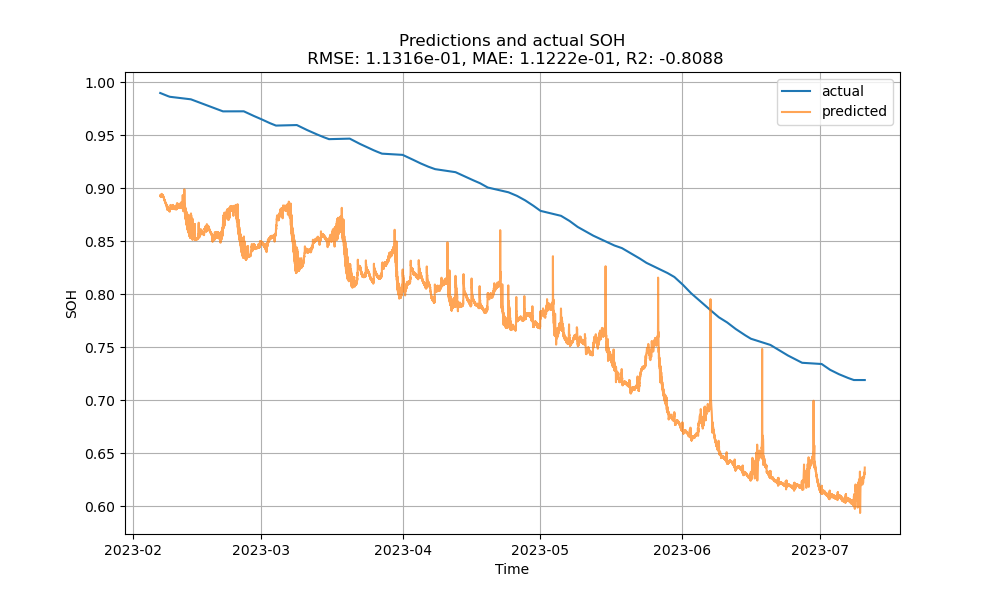 Predictions and actual SOH
RMSE: 1.1316e-01, MAE: 1.1222e-01, R2: -0.8088
actual
predicted
SOH
1.00
0.95
0.90
0.85
0.80
0.75
0.70
0.65
0.60
2023-02
2023-03
2023-04
2023-05
2023-06
2023-07
Time